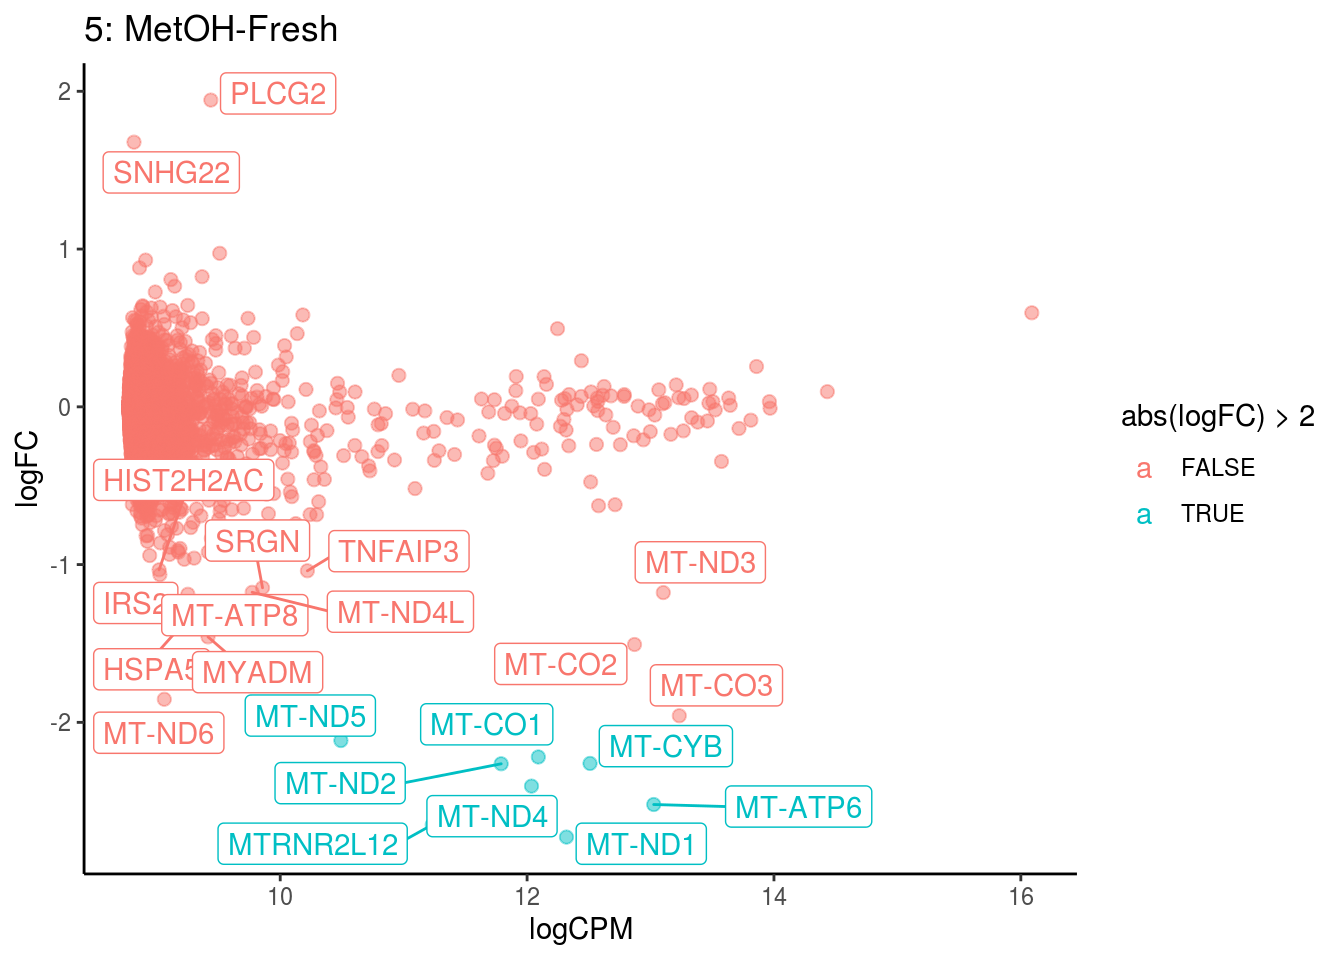 5: MetOH-Fresh
PLCG2
SNHG22
HIST2H2AC
SRGN
TNFAIP3
MT-ND3
IRS2
MT-ATP8
MT-ND4L
MT-CO2
HSPA5
MYADM
MT-CO3
MT-ND6
MT-ND5
MT-CO1
MT-CYB
MT-ND2
MT-ATP6
MT-ND4
MTRNR2L12
MT-ND1
2
1
0
-1
-2
logFC
10
12
14
16
logCPM
abs(logFC) > 2
a FALSE
a TRUE